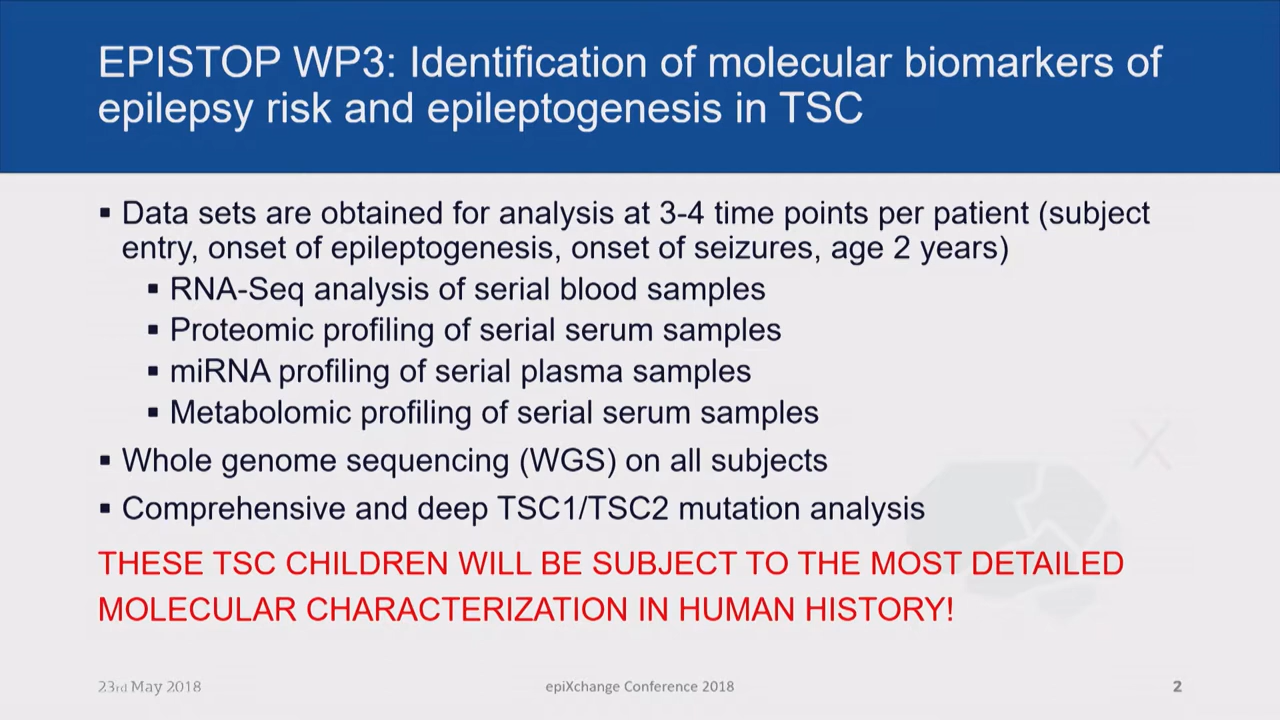 EPISTOP WP3: Identification of molecular biomarkers of
epilepsy risk and epileptogenesis in TSC
▪ Data sets are obtained for analysis at 3-4 time points per patient (subject
entry, onset of epileptogenesis, onset of seizures, age 2 years)
▪ RNA-Seq analysis of serial blood samples
▪ Proteomic profiling of serial serum samples
▪ miRNA profiling of serial plasma samples
▪ Metabolomic profiling of serial serum samples
▪ Whole genome sequencing (WGS) on all subjects
▪ Comprehensive and deep TSC1/TSC2 mutation analysis
THESE TSC CHILDREN WILL BE SUBJECT TO THE MOST DETAILED
MOLECULAR CHARACTERIZATION IN HUMAN HISTORY!
23rd May 2018
epiXchange Conference 2018
2